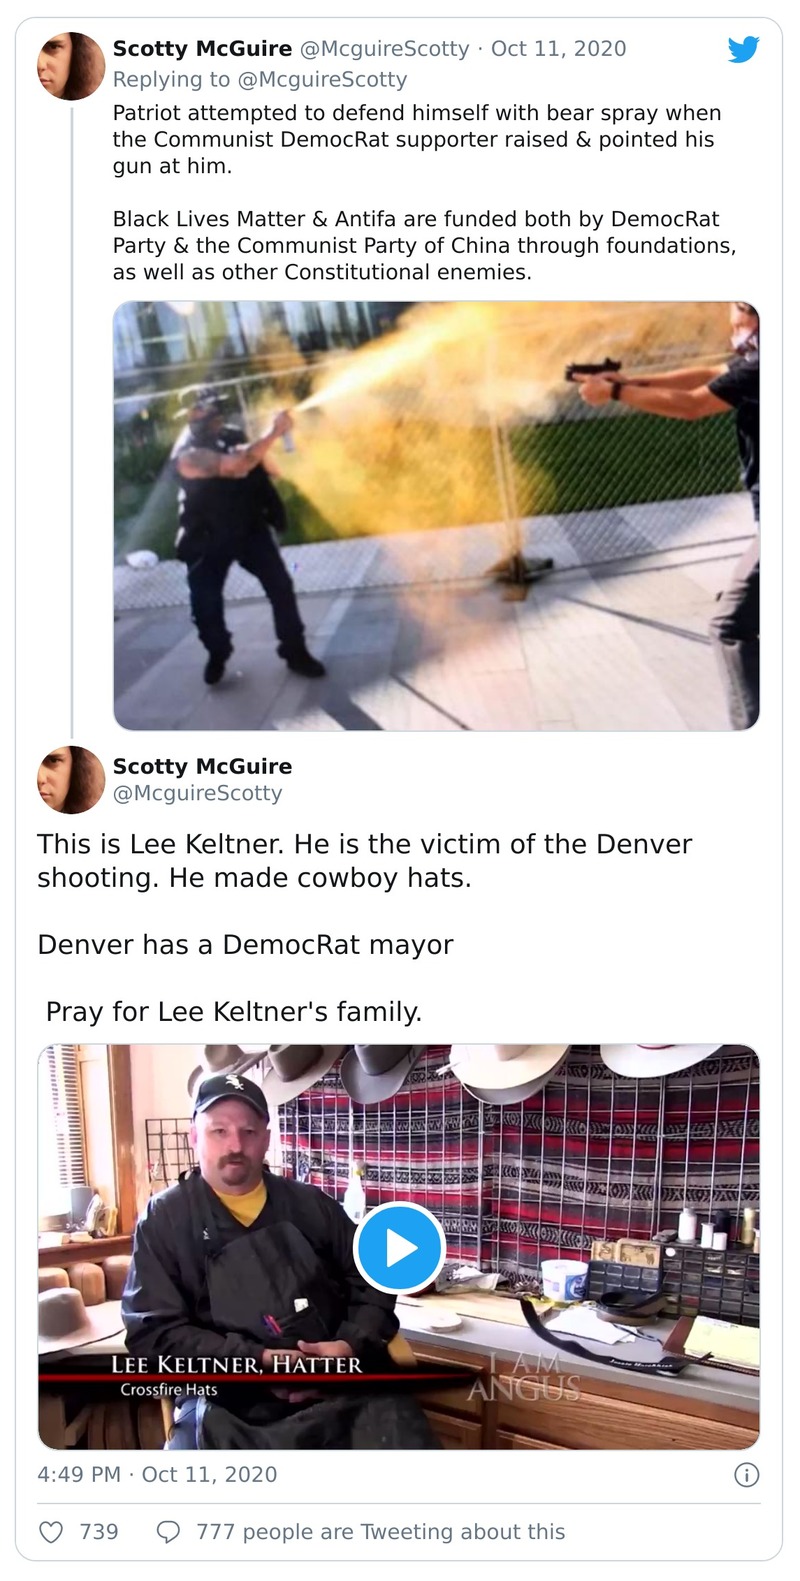 Scotty McGuire @McguireScotty · Oct 11, 2020
Replying to @McguireScotty
Patriot attempted to defend himself with bear spray when
the Communist DemocRat supporter raised & pointed his
gun at him.
Black Lives Matter & Antifa are funded both by DemocRat
Party & the Communist Party of China through foundations,
as well as other Constitutional enemies.
Scotty McGuire
@McguireScotty
This is Lee Keltner. He is the victim of the Denver
shooting. He made cowboy hats.
Denver has a DemocRat mayor
Pray for Lee Keltner's family.
LEE KELTNER, HATTER
Crossfire Hats
I AM
ANGUS
4:49 PM · Oct 11, 2020
739 777 people are Tweeting about this